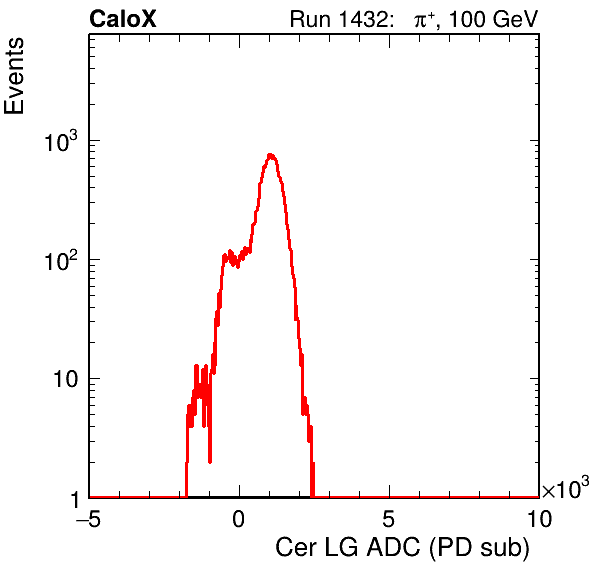 CaloX Run 1432: π⁺, 100 GeV
Events
10³
10²
10
1
−5 0 5 10
×10³
Cer LG ADC (PD sub)